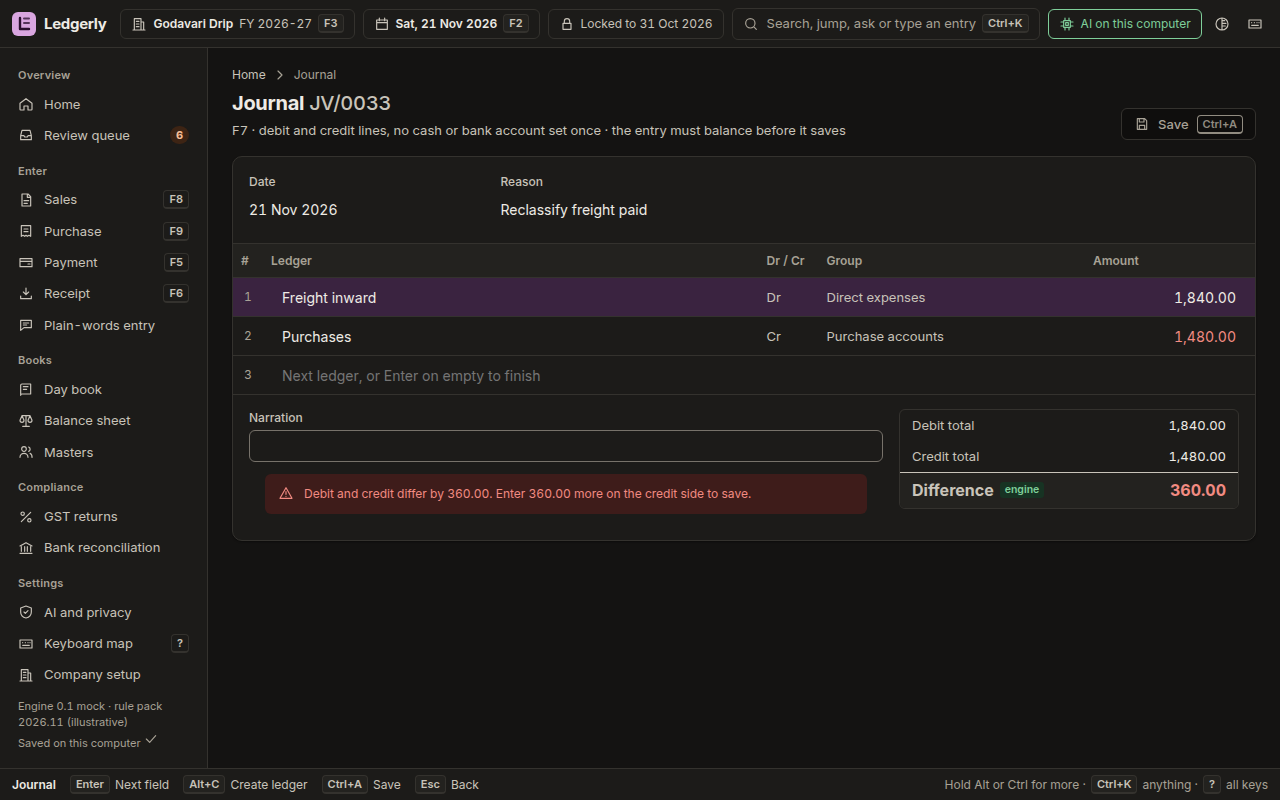 Ledgerly
Godavari Drip FY 2026-27 F3
Sat, 21 Nov 2026 F2
Locked to 31 Oct 2026
Search, jump, ask or type an entry Ctrl+K
AI on this computer
Overview
Home
Review queue 6
Enter
Sales F8
Purchase F9
Payment F5
Receipt F6
Plain-words entry
Books
Day book
Balance sheet
Masters
Compliance
GST returns
Bank reconciliation
Settings
AI and privacy
Keyboard map ?
Company setup
Engine 0.1 mock · rule pack
2026.11 (illustrative)
Saved on this computer
Home > Journal
Journal JV/0033
F7 · debit and credit lines, no cash or bank account set once · the entry must balance before it saves
Save Ctrl+A
Date Reason
21 Nov 2026 Reclassify freight paid
# Ledger Dr / Cr Group Amount
1 Freight inward Dr Direct expenses 1,840.00
2 Purchases Cr Purchase accounts 1,480.00
3 Next ledger, or Enter on empty to finish
Narration
Debit and credit differ by 360.00. Enter 360.00 more on the credit side to save.
Debit total 1,840.00
Credit total 1,480.00
Difference engine 360.00
Journal Enter Next field Alt+C Create ledger Ctrl+A Save Esc Back
Hold Alt or Ctrl for more · Ctrl+K anything · ? all keys